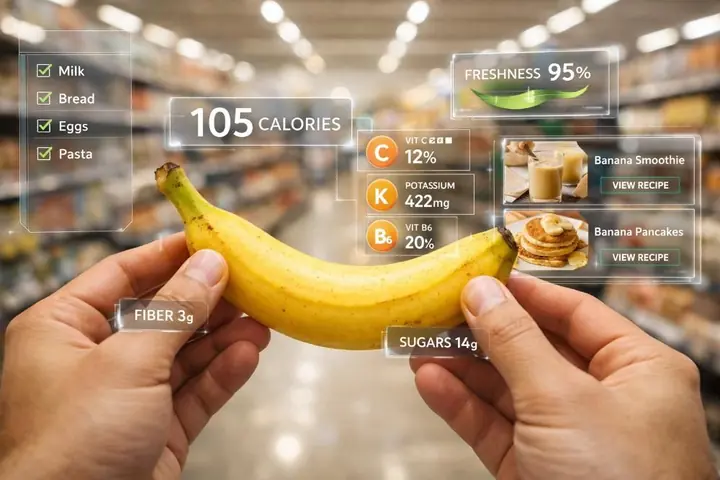 Milk
Bread
Eggs
Pasta
105 CALORIES
FRESHNESS 95%
C
VIT C
12%
K
POTASSIUM
422mg
B6
VIT B6
20%
Banana Smoothie
VIEW RECIPE
Banana Pancakes
VIEW RECIPE
FIBER 3g
SUGARS 14g